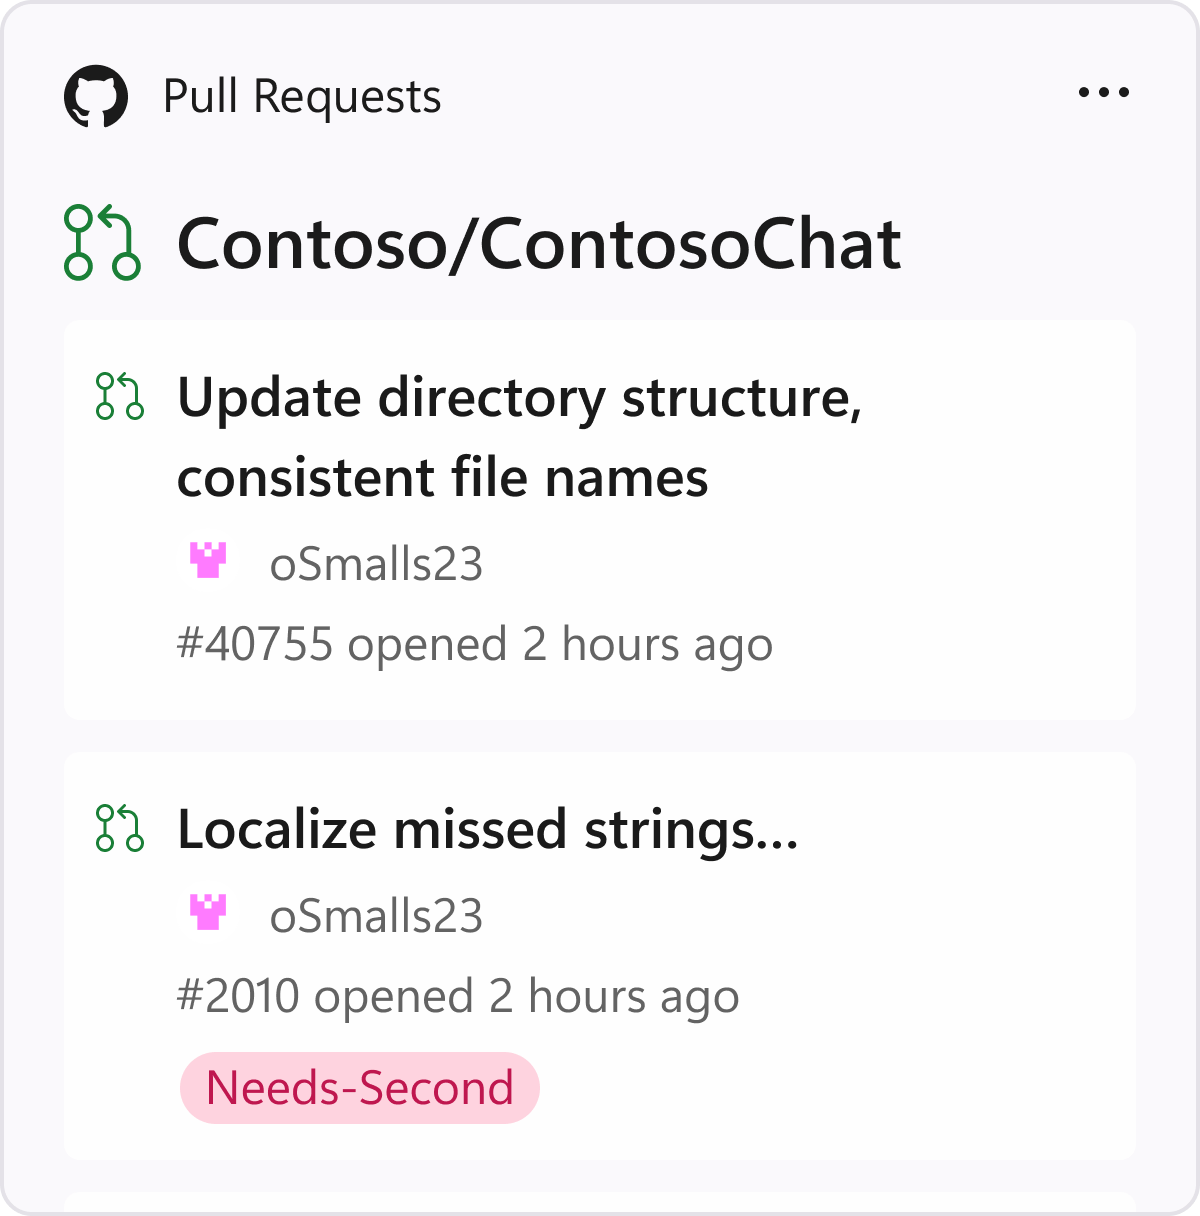 Pull Requests
Contoso/ContosoChat
Update directory structure,
consistent file names
oSmalls23
#40755 opened 2 hours ago
Localize missed strings...
oSmalls23
#2010 opened 2 hours ago
Needs-Second